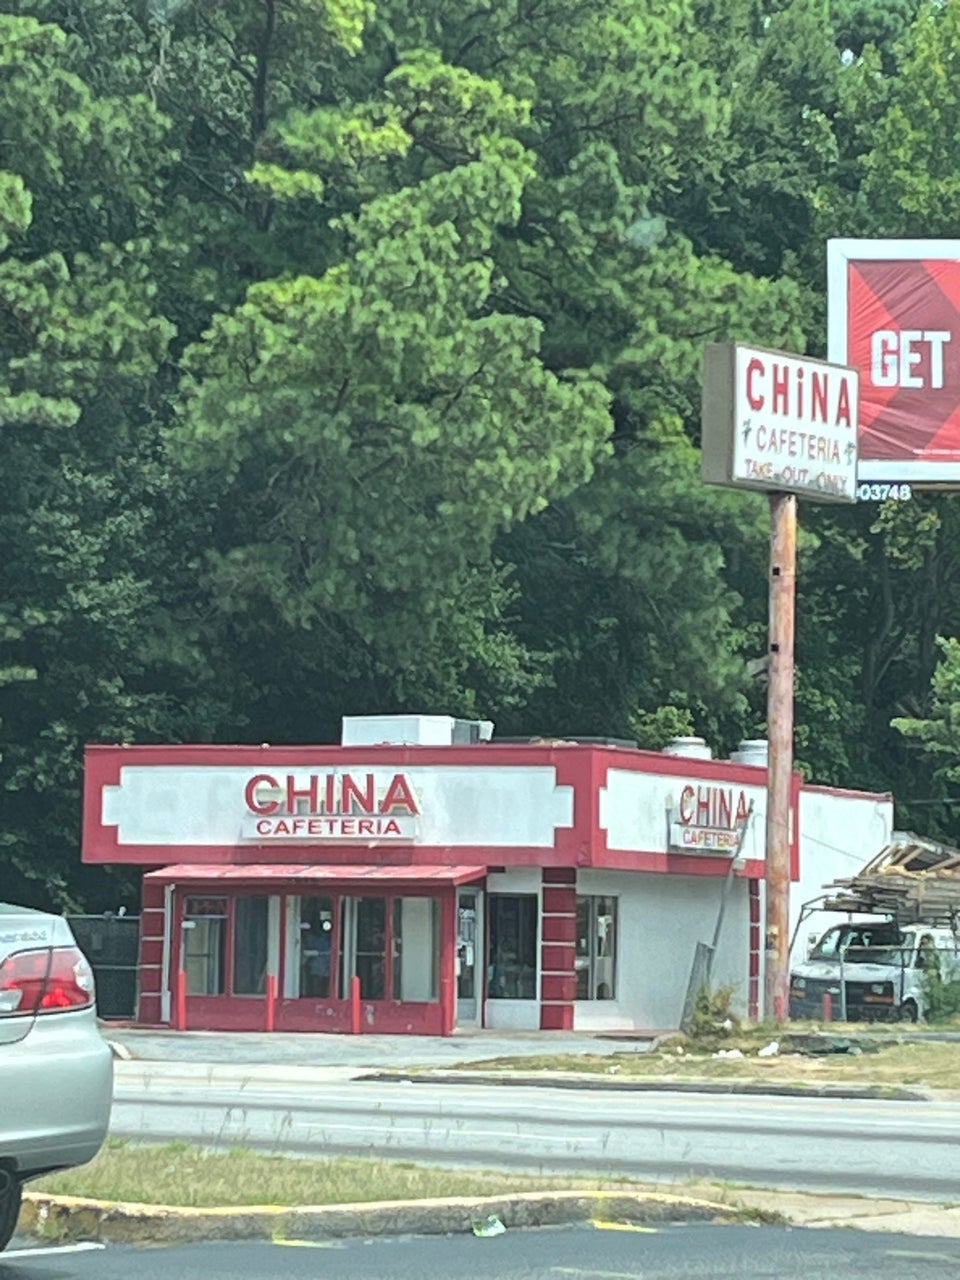 GET
CHiNA
CAFETERIA
TAKE OUT ONLY
03748
CHINA
CAFETERIA
CHINA
CAFETERIA